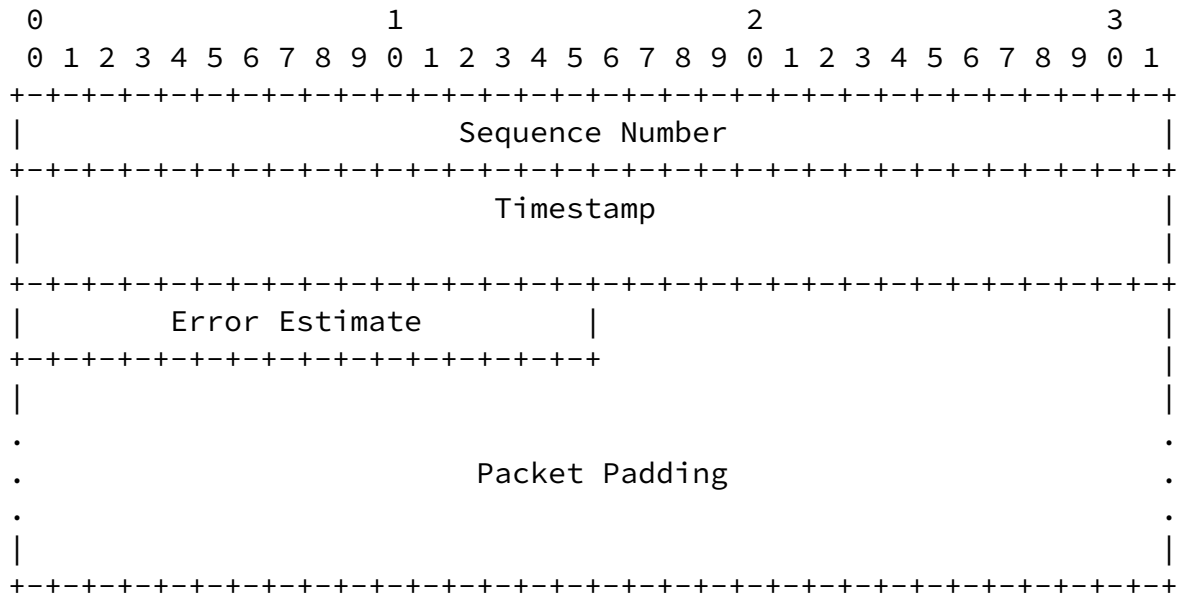 0                   1                   2                   3
 0 1 2 3 4 5 6 7 8 9 0 1 2 3 4 5 6 7 8 9 0 1 2 3 4 5 6 7 8 9 0 1
+-+-+-+-+-+-+-+-+-+-+-+-+-+-+-+-+-+-+-+-+-+-+-+-+-+-+-+-+-+-+-+-+
|                        Sequence Number                        |
+-+-+-+-+-+-+-+-+-+-+-+-+-+-+-+-+-+-+-+-+-+-+-+-+-+-+-+-+-+-+-+-+
|                          Timestamp                            |
|                                                               |
+-+-+-+-+-+-+-+-+-+-+-+-+-+-+-+-+-+-+-+-+-+-+-+-+-+-+-+-+-+-+-+-+
|        Error Estimate         |                               |
+-+-+-+-+-+-+-+-+-+-+-+-+-+-+-+-+                               |
|                                                               |
.                                                               .
.                         Packet Padding                        .
.                                                               .
|                                                               |
+-+-+-+-+-+-+-+-+-+-+-+-+-+-+-+-+-+-+-+-+-+-+-+-+-+-+-+-+-+-+-+-+